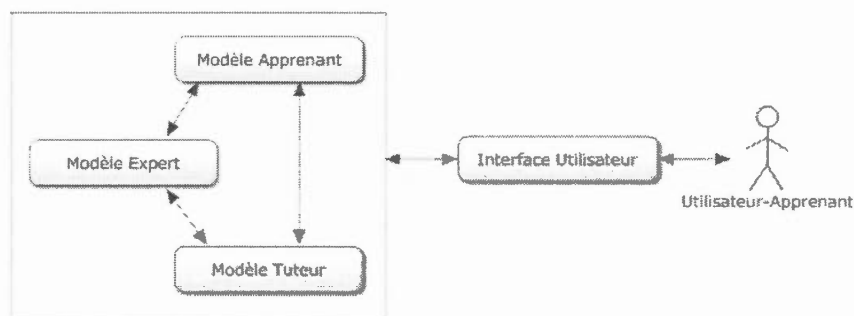 Modèle Apprenant
Modèle Expert
Interface Utilisateur
Utilisateur-Apprenant
Modèle Tuteur